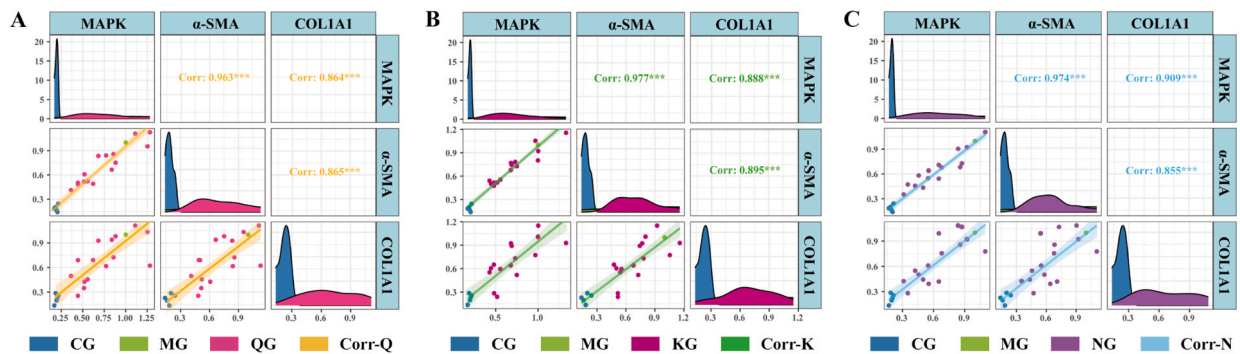 A
MAPK α-SMA COL1A1
20
15
10
5
0
MAPK
Corr: 0.963*** Corr: 0.864***
0.9
0.6
0.3
α-SMA
Corr: 0.865***
0.9
0.6
0.3
COL1A1
0.25 0.50 0.75 1.00 1.25 0.3 0.6 0.9 0.3 0.6 0.9
CG MG QG Corr-Q
B
MAPK α-SMA COL1A1
20
15
10
5
0
MAPK
Corr: 0.977*** Corr: 0.888***
1.2
0.9
0.6
0.3
α-SMA
Corr: 0.895***
1.2
0.9
0.6
0.3
COL1A1
0.5 1.0 0.3 0.6 0.9 1.2 0.3 0.6 0.9 1.2
CG MG KG Corr-K
C
MAPK α-SMA COL1A1
20
15
10
5
0
MAPK
Corr: 0.974*** Corr: 0.909***
0.9
0.6
0.3
α-SMA
Corr: 0.855***
0.9
0.6
0.3
COL1A1
0.3 0.6 0.9 0.3 0.6 0.9 0.3 0.6 0.9
CG MG NG Corr-N